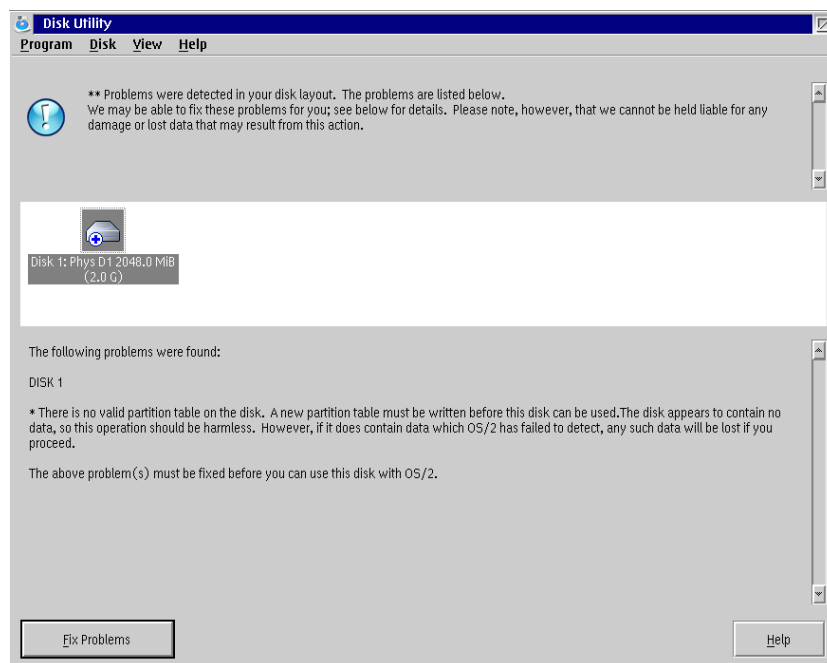 Disk Utility
Program Disk View Help
** Problems were detected in your disk layout. The problems are listed below.
We may be able to fix these problems for you; see below for details. Please note, however, that we cannot be held liable for any
damage or lost data that may result from this action.
Disk 1: Phys D1 2048.0 MiB
(2.0 G)
The following problems were found:
DISK 1
* There is no valid partition table on the disk. A new partition table must be written before this disk can be used.The disk appears to contain no
data, so this operation should be harmless. However, if it does contain data which OS/2 has failed to detect, any such data will be lost if you
proceed.
The above problem(s) must be fixed before you can use this disk with OS/2.
Fix Problems
Help